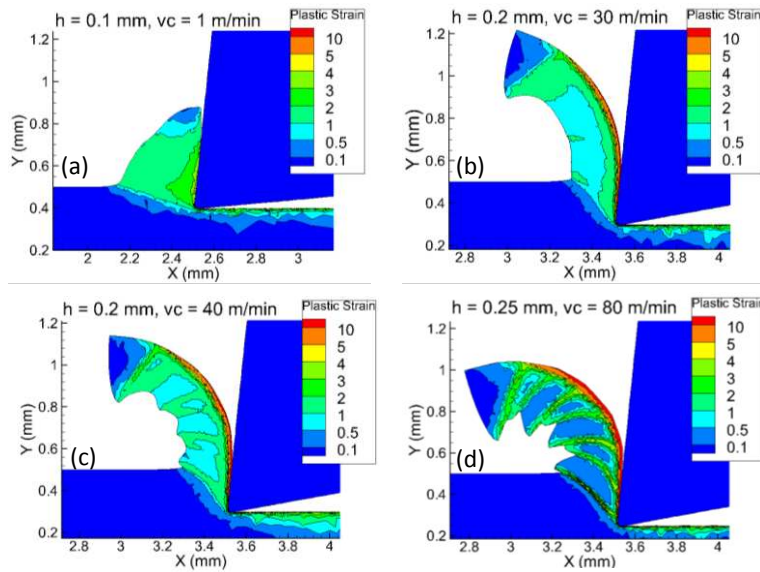 h = 0.1 mm, vc = 1 m/min
Plastic Strain
10
5
4
3
2
1
0.5
0.1
1.2
1
0.8
0.6
0.4
0.2
Y (mm)
(a)
2 2.2 2.4 2.6 2.8 3
X (mm)
h = 0.2 mm, vc = 30 m/min
Plastic Strain
10
5
4
3
2
1
0.5
0.1
1.2
1
0.8
0.6
0.4
0.2
Y (mm)
(b)
2.8 3 3.2 3.4 3.6 3.8 4
X (mm)
h = 0.2 mm, vc = 40 m/min
Plastic Strain
10
5
4
3
2
1
0.5
0.1
1.2
1
0.8
0.6
0.4
0.2
Y (mm)
(c)
2.8 3 3.2 3.4 3.6 3.8 4
X (mm)
h = 0.25 mm, vc = 80 m/min
Plastic Strain
10
5
4
3
2
1
0.5
0.1
1.2
1
0.8
0.6
0.4
0.2
Y (mm)
(d)
2.8 3 3.2 3.4 3.6 3.8 4
X (mm)